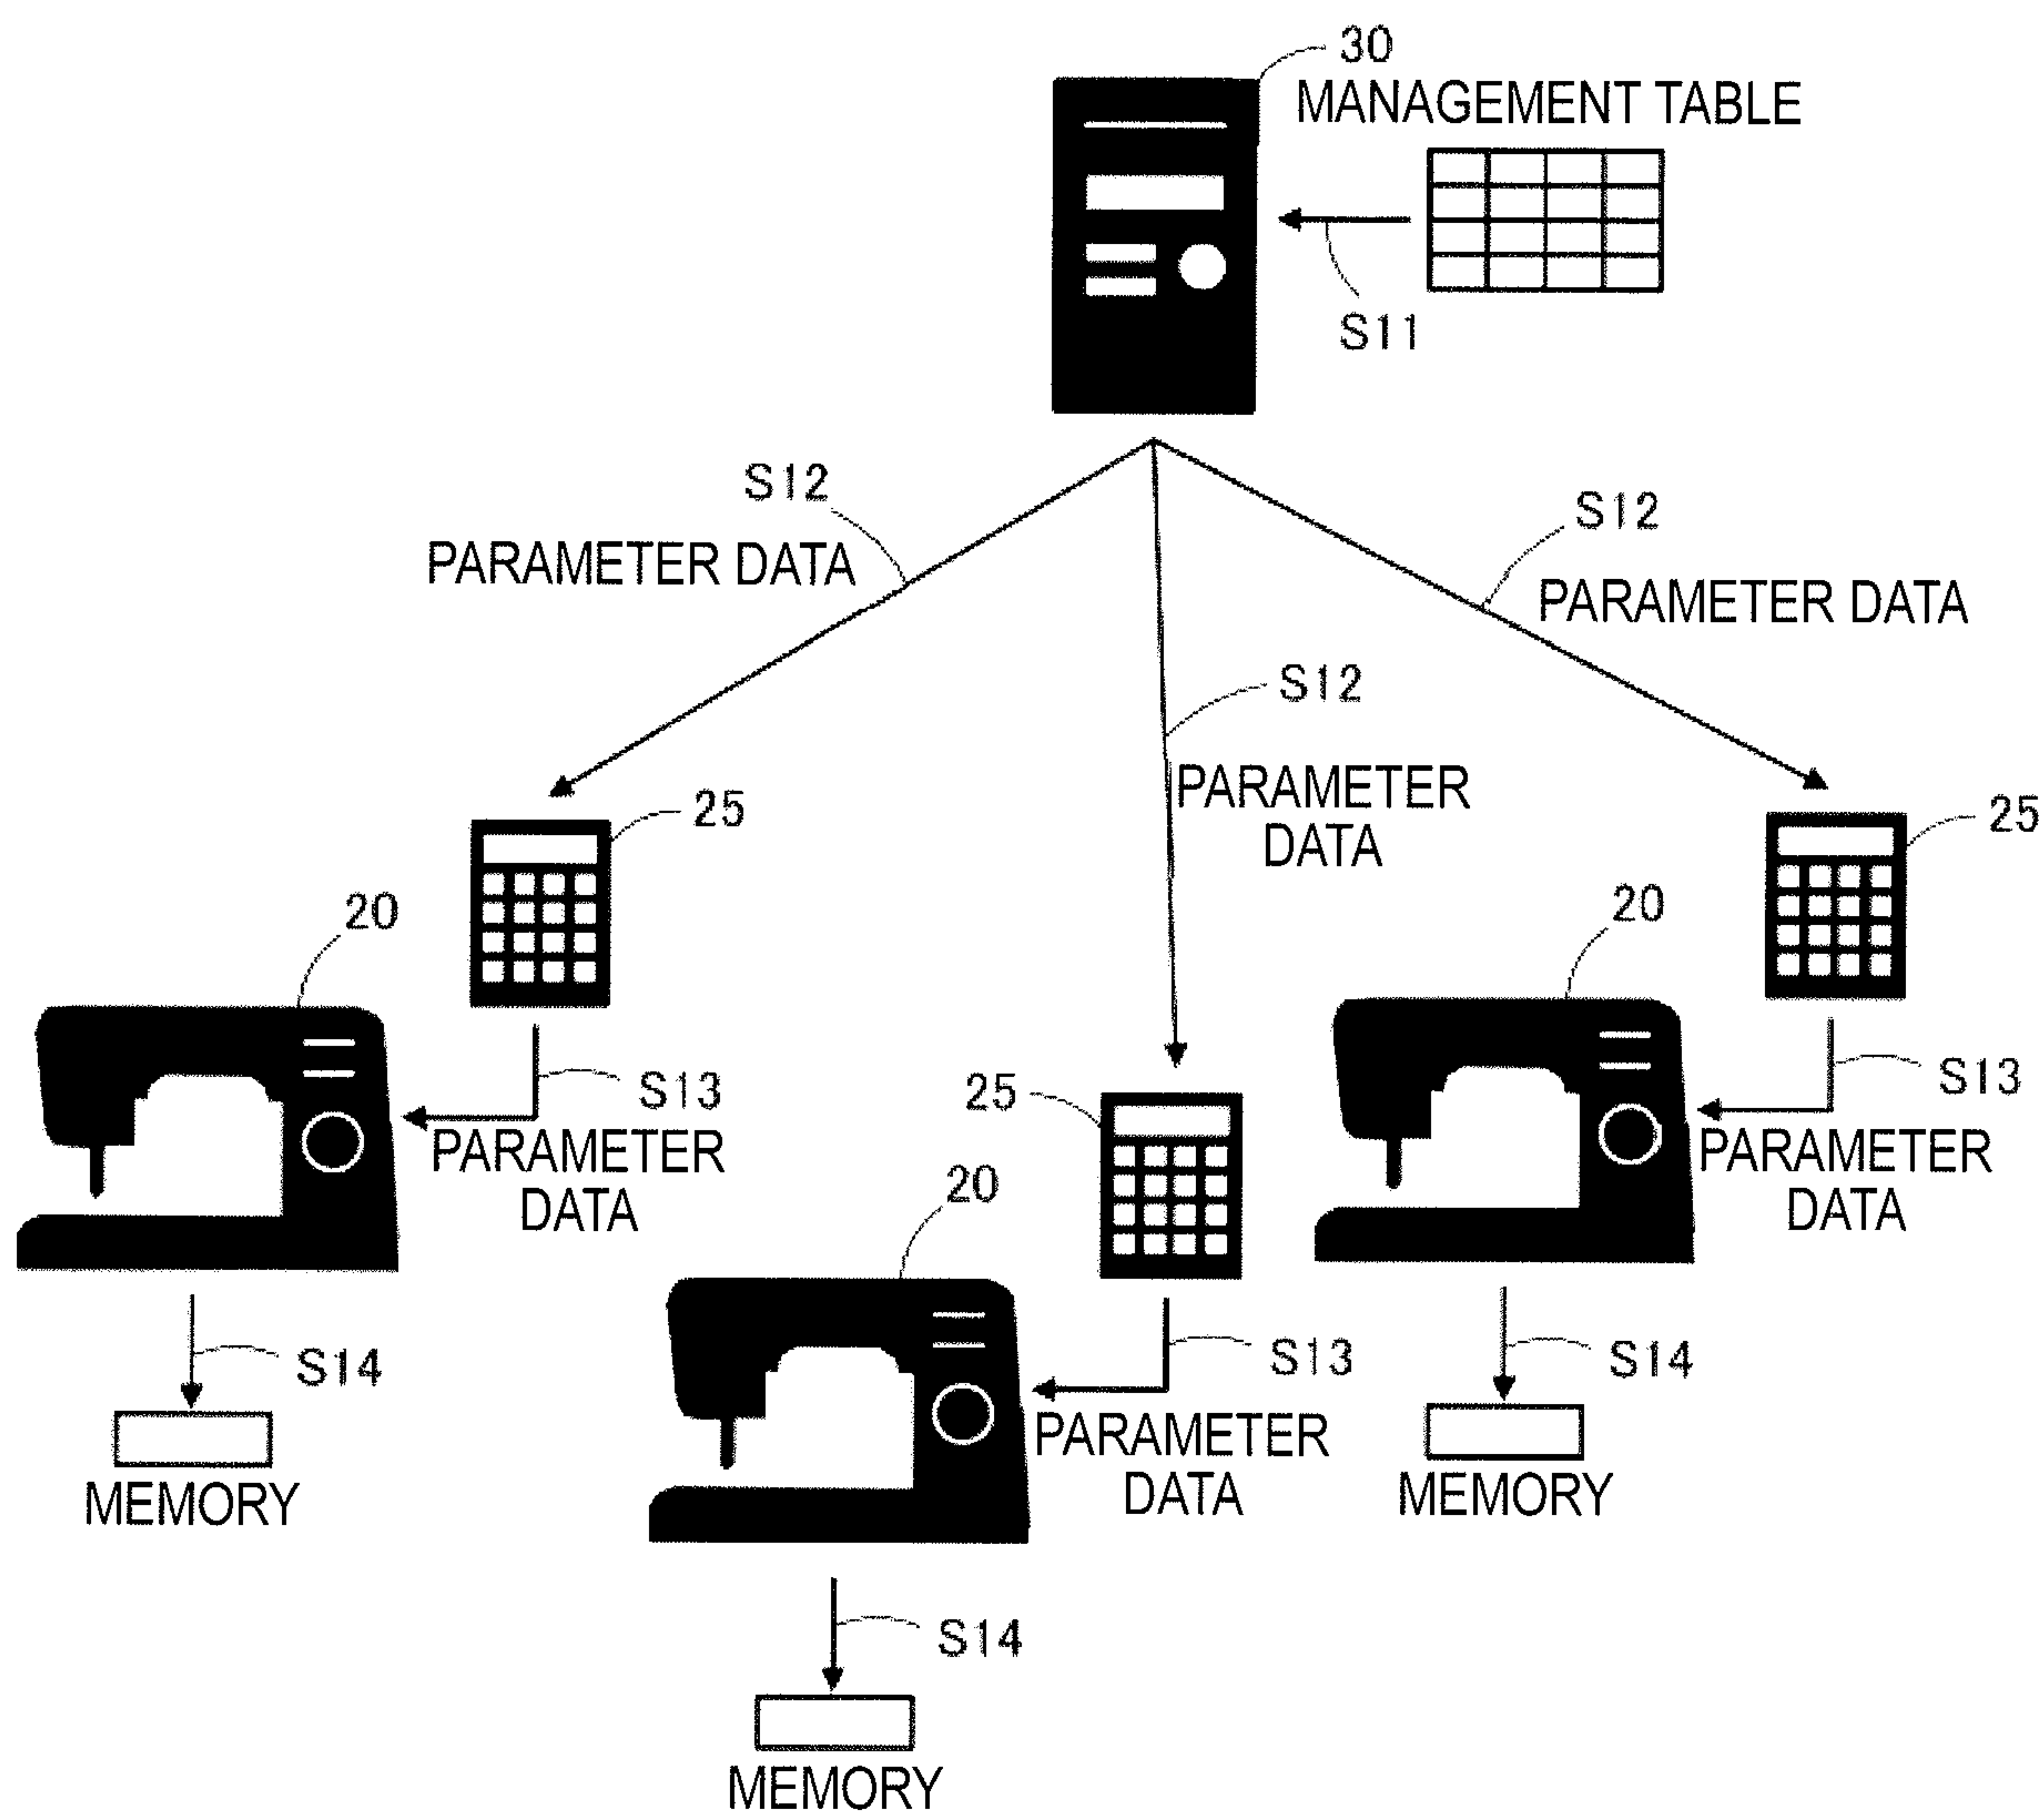 30
MANAGEMENT TABLE
S11
S12
PARAMETER DATA
S12
PARAMETER DATA
S12
PARAMETER
DATA
25
25
20
20
S13
PARAMETER
DATA
25
20
S13
PARAMETER
DATA
S14
MEMORY
S13
PARAMETER
DATA
S14
MEMORY
S14
MEMORY